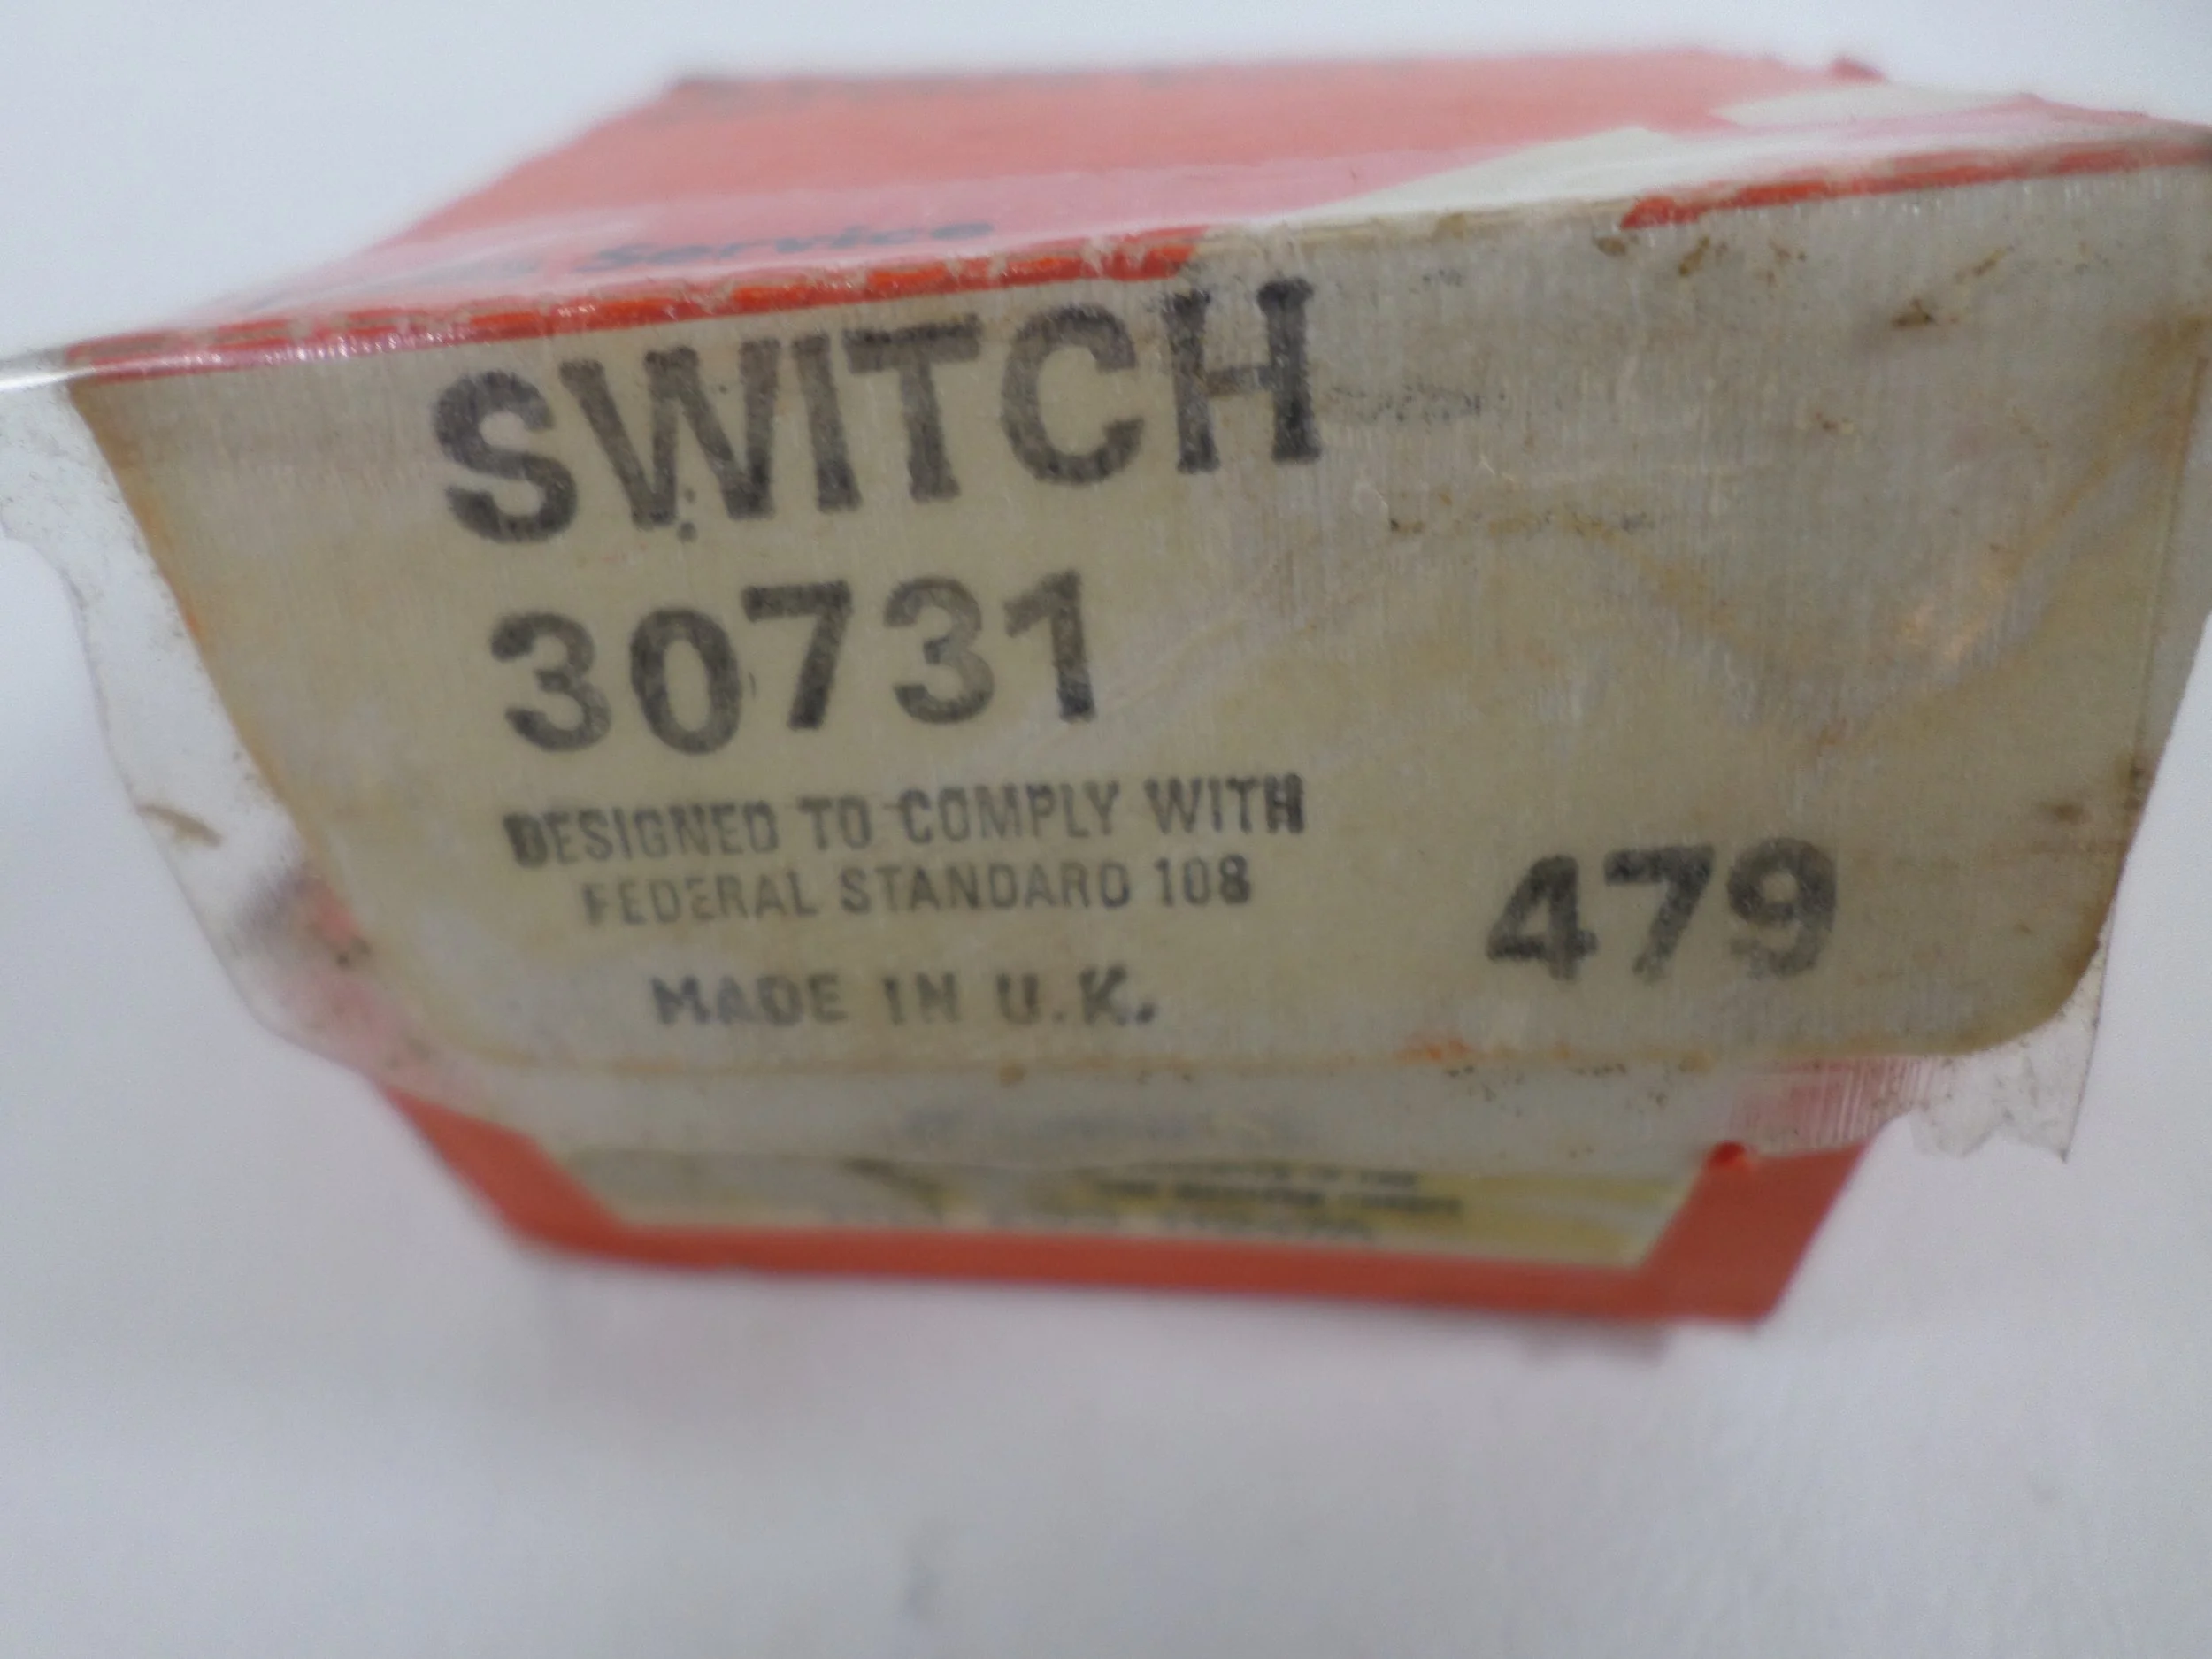 Service
SWITCH
30731
DESIGNED TO COMPLY WITH
FEDERAL STANDARD 108
479
MADE IN U.K.